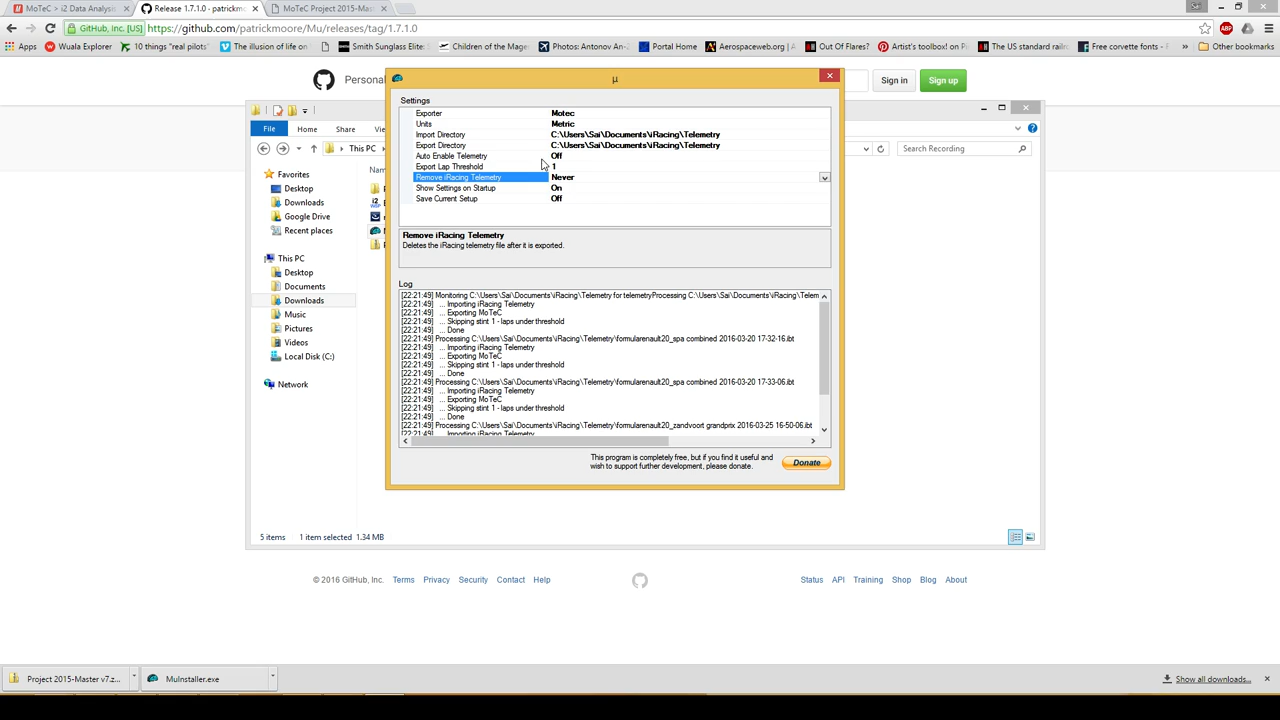 MoTeC > i2 Data Analysis
Release 1.7.1.0 · patrickmo
MoTeC Project 2015-Mast
GitHub, Inc. [US]
https://github.com/patrickmoore/Mu/releases/tag/1.7.1.0
Apps
Wuala Explorer
10 things "real pilots"
The illusion of life on
Smith Sunglass Elite: S
Children of the Mage
Photos: Antonov An-
Portal Home
Aerospaceweb.org | A
Out Of Flares?
Artist's toolbox! on P
The US standard railr
Free corvette fonts - F
»
Other bookmarks
Personal
Sign in
Sign up
µ
File
Home
Share
This PC
Search Recording
Favorites
Desktop
Downloads
Google Drive
Recent places
This PC
Desktop
Documents
Downloads
Music
Pictures
Videos
Local Disk (C:)
Network
5 items
1 item selected 1.34 MB
Settings
Exporter Motec
Units Metric
Import Directory C:\Users\Sai\Documents\iRacing\Telemetry
Export Directory C:\Users\Sai\Documents\iRacing\Telemetry
Auto Enable Telemetry Off
Export Lap Threshold 1
Remove iRacing Telemetry Never
Show Settings on Startup On
Save Current Setup Off
Remove iRacing Telemetry
Deletes the iRacing telemetry file after it is exported.
Log
[22:21:49] Monitoring C:\Users\Sai\Documents\iRacing\Telemetry for telemetryProcessing C:\Users\Sai\Documents\iRacing\Telem
[22:21:49] ... Importing iRacing Telemetry
[22:21:49] ... Exporting MoTeC
[22:21:49] ... Skipping stint 1 - laps under threshold
[22:21:49] ... Done
[22:21:49] Processing C:\Users\Sai\Documents\iRacing\Telemetry\formularenault20_spa combined 2016-03-20 17-32-16.ibt
[22:21:49] ... Importing iRacing Telemetry
[22:21:49] ... Exporting MoTeC
[22:21:49] ... Skipping stint 1 - laps under threshold
[22:21:49] ... Done
[22:21:49] Processing C:\Users\Sai\Documents\iRacing\Telemetry\formularenault20_spa combined 2016-03-20 17-33-06.ibt
[22:21:49] ... Importing iRacing Telemetry
[22:21:49] ... Exporting MoTeC
[22:21:49] ... Skipping stint 1 - laps under threshold
[22:21:49] ... Done
[22:21:49] Processing C:\Users\Sai\Documents\iRacing\Telemetry\formularenault20_zandvoort grandprix 2016-03-25 16-50-06.ibt
[22:21:49] ... Importing iRacing Telemetry
This program is completely free, but if you find it useful and
wish to support further development, please donate.
Donate
© 2016 GitHub, Inc. Terms Privacy Security Contact Help
Status API Training Shop Blog About
Project 2015-Master v7.z...
MuInstaller.exe
Show all downloads...